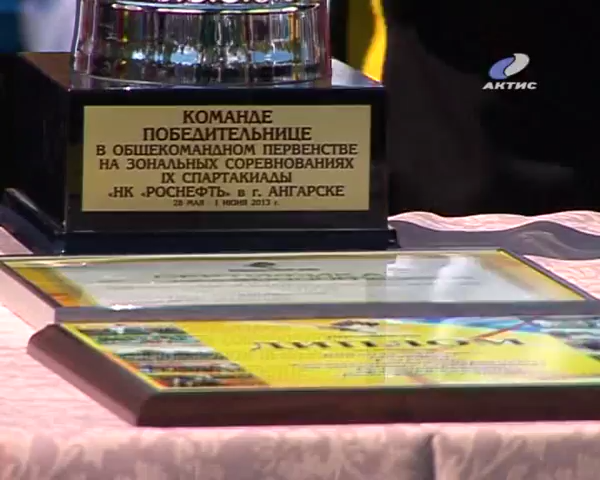 АКТИС
КОМАНДЕ
ПОБЕДИТЕЛЬНИЦЕ
В ОБЩЕКОМАНДНОМ ПЕРВЕНСТВЕ
НА ЗОНАЛЬНЫХ СОРЕВНОВАНИЯХ
IX СПАРТАКИАДЫ
«НК «РОСНЕФТЬ» в г. АНГАРСКЕ
28 МАЯ - 1 ИЮНЯ 2013 г.
ДИПЛОМ